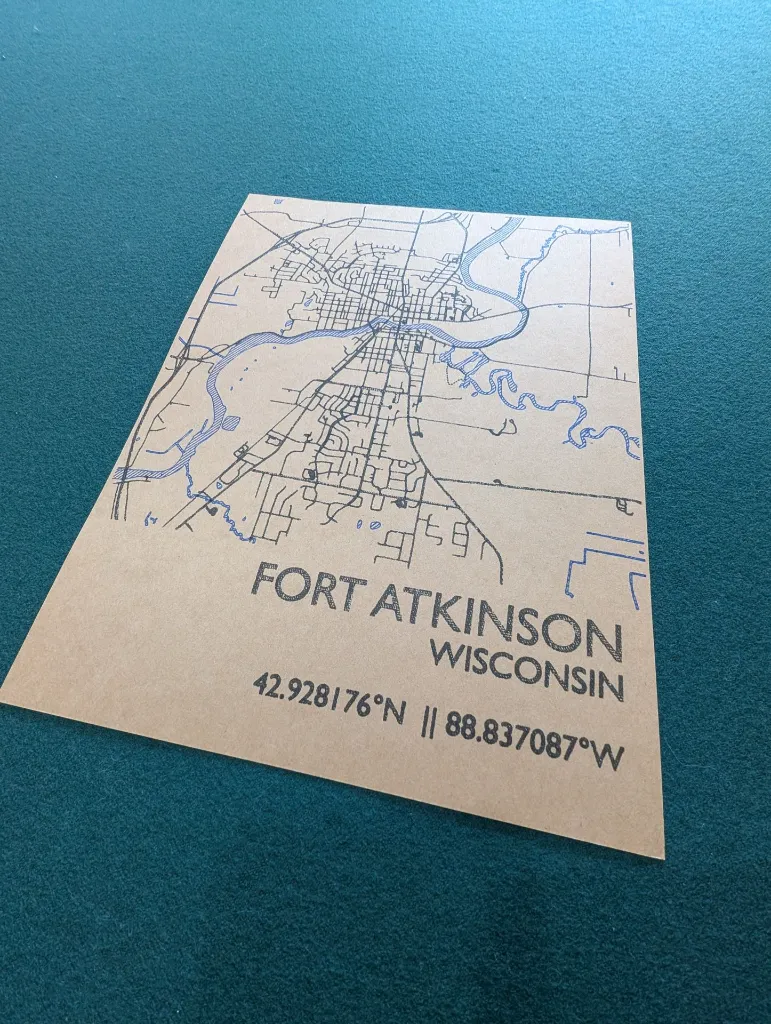 FORT ATKINSON
WISCONSIN
42.928176°N || 88.837087°W